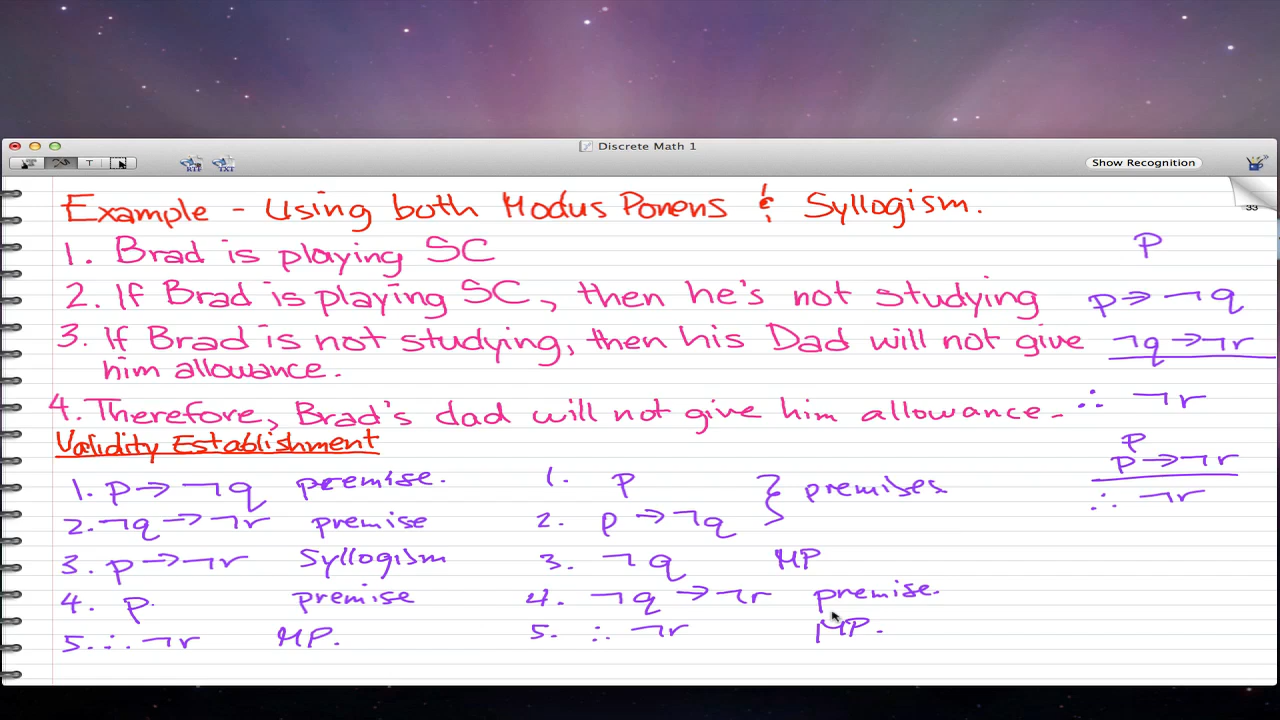 Discrete Math 1
T
RTF TXT
Show Recognition
33
Example - Using both Modus Ponens & Syllogism.
1. Brad is playing SC
p
2. If Brad is playing SC, then he's not studying
p → ¬q
3. If Brad is not studying, then his Dad will not give
him allowance.
¬q → ¬r
4. Therefore, Brad's dad will not give him allowance.
∴ ¬r
Validity Establishment
p
p → ¬r
∴ ¬r
1. p → ¬q premise.
2. ¬q → ¬r premise
3. p → ¬r Syllogism
4. p. premise
5. ∴ ¬r MP.
1. p } premises
2. p → ¬q
3. ¬q MP
4. ¬q → ¬r premise.
5. ∴ ¬r MP.